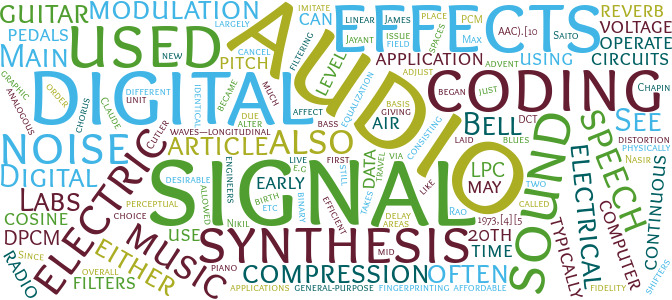 GUITAR
MODULATION
PEDALS
MAIN
USED
LARGELY
NEW
PITCH
CAN
IMITATE
LINEAR
FILTERING
MUCH
LEVEL
EFFECTS
JAMES
JAYANT
ISSUE
FIELD
PLACE
SPACES
PCM
MAX
AAC).[10
SAITO
REVERB
VOLTAGE
OPERATE
CIRCUITS
USING
APPLICATION
ADJUST
ADVENT
JUST
BEGAN
CHAPIN
GRAPHIC
ANALOGOUS
ORDER
CHORUS
DIGITAL
CLAUDE
DIFFERENT
UNIT
CANCEL
BECAME
IDENTICAL
DUE
ALTER
AFFECT
EQUALIZATION
BASS
BASIS
GIVING
AIR
AUDIO
CODING
DCT
LAID
BLUES
DISTORTION
PHYSICALLY
NASIR
SEE
BELL
NOISE
WAVES—LONGITUDINAL
ARTICLE
ALSO
CUTLER
ENGINEERS
LIVE
E.G
FIRST
STILL
CONSISTING
LIKE
DATA
TRAVEL
VIA
LPC
MAY
TWO
CALLED
SOUND
SPEECH
ELECTRICAL
TYPICALLY
COMPUTER
CONTINUOUS
SHIFTERS
FIDELITY
DIGITAL
LABS
ELECTRIC
PERCEPTUAL
CHOICE
DESIRABLE
ALLOWED
SIGNAL
EARLY
BIRTH
ETC
BINARY
EFFICIENT
TAKES
DELAY
AREAS
RAO
1973,[4][5
20TH
TIME
COSINE
DPCM
RADIO
SINCE
EITHER
MUSIC
USE
NIKIL
SYNTHESIS
OVERALL
FILTERS
PIANO
MID
COMPRESSION
OFTEN
APPLICATIONS
GENERAL-PURPOSE
FINGERPRINTING
AFFORDABLE